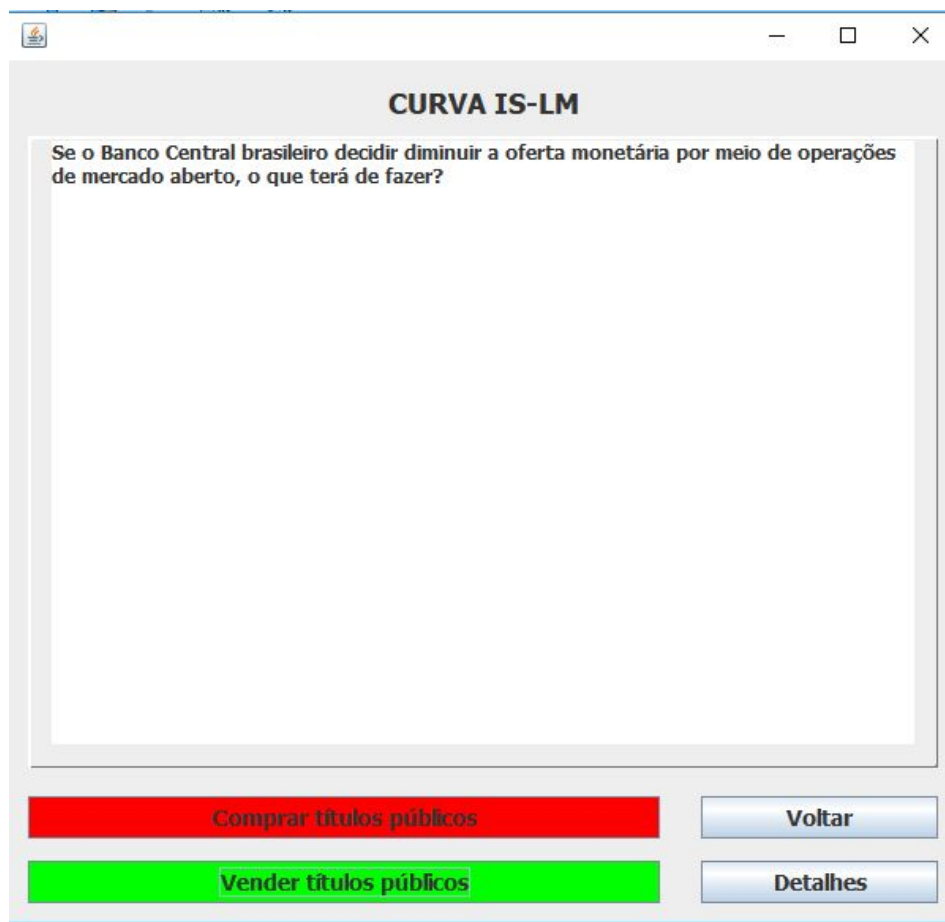 CURVA IS-LM
Se o Banco Central brasileiro decidir diminuir a oferta monetária por meio de operações
de mercado aberto, o que terá de fazer?
Comprar títulos públicos
Voltar
Vender títulos públicos
Detalhes